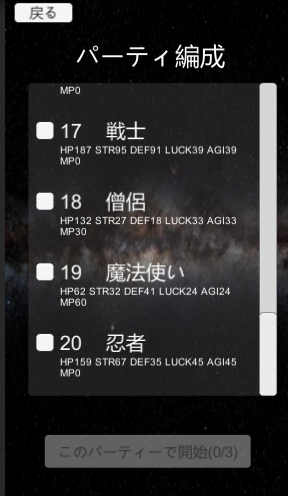 戻る
パーティ編成
MP0
17 戦士
HP187 STR95 DEF91 LUCK39 AGI39
MP0
18 僧侶
HP132 STR27 DEF18 LUCK33 AGI33
MP30
19 魔法使い
HP62 STR32 DEF41 LUCK24 AGI24
MP60
20 忍者
HP159 STR67 DEF35 LUCK45 AGI45
MP0
このパーティーで開始(0/3)